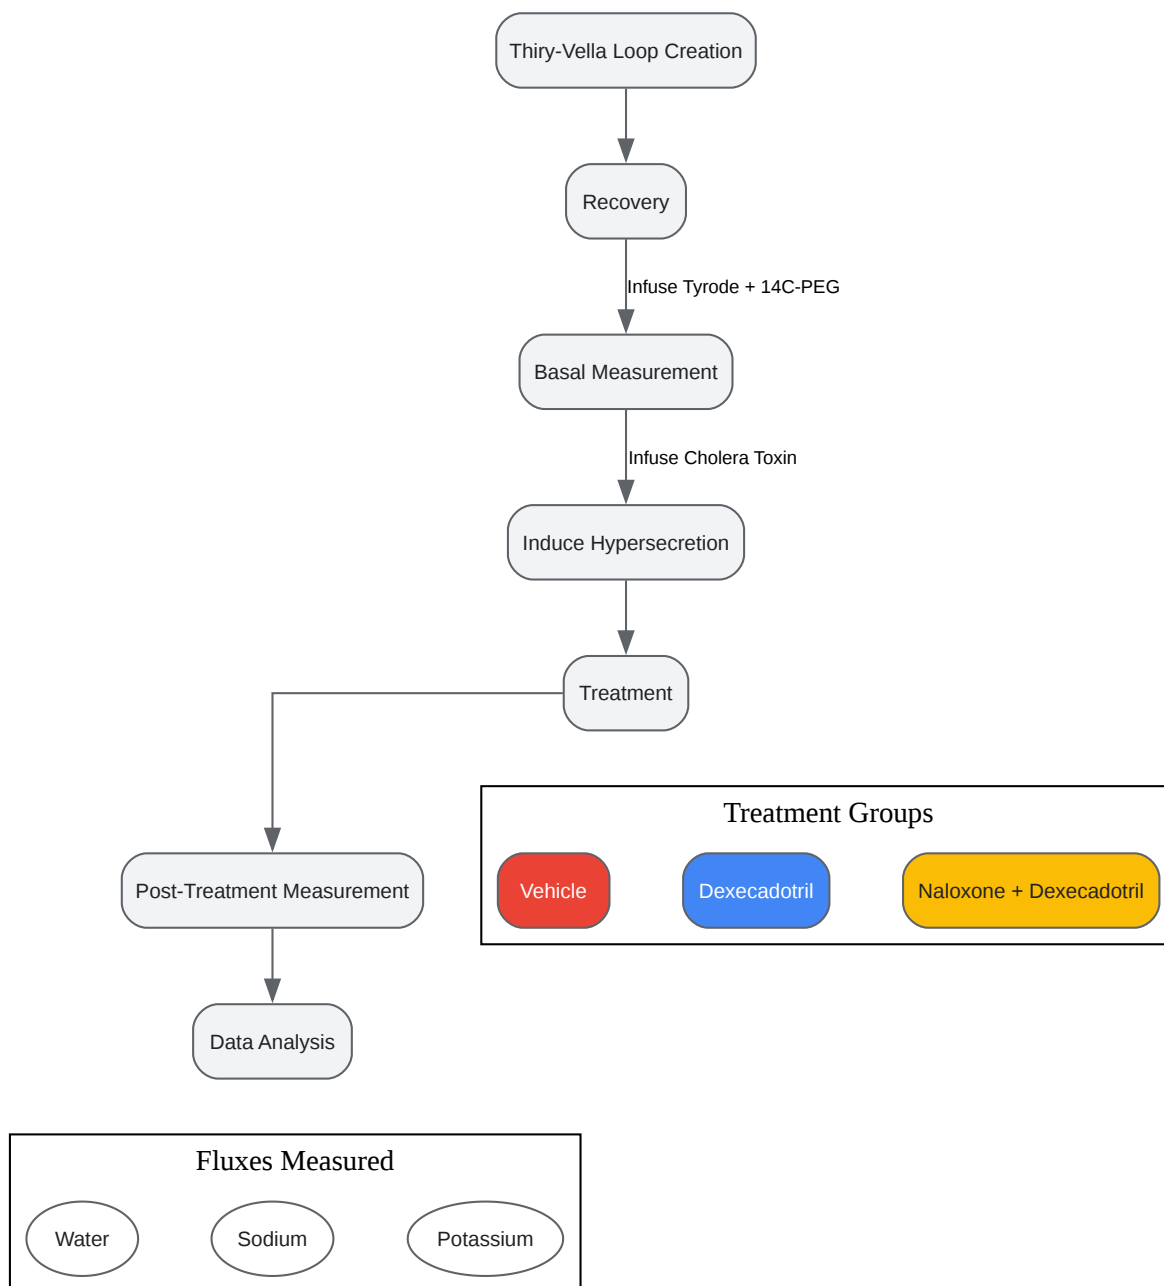 Thiry-Vella Loop Creation
Recovery
Infuse Tyrode + 14C-PEG
Basal Measurement
Infuse Cholera Toxin
Induce Hypersecretion
Treatment
Treatment Groups
Vehicle
Dexecadotril
Naloxone + Dexecadotril
Post-Treatment Measurement
Data Analysis
Fluxes Measured
Water
Sodium
Potassium